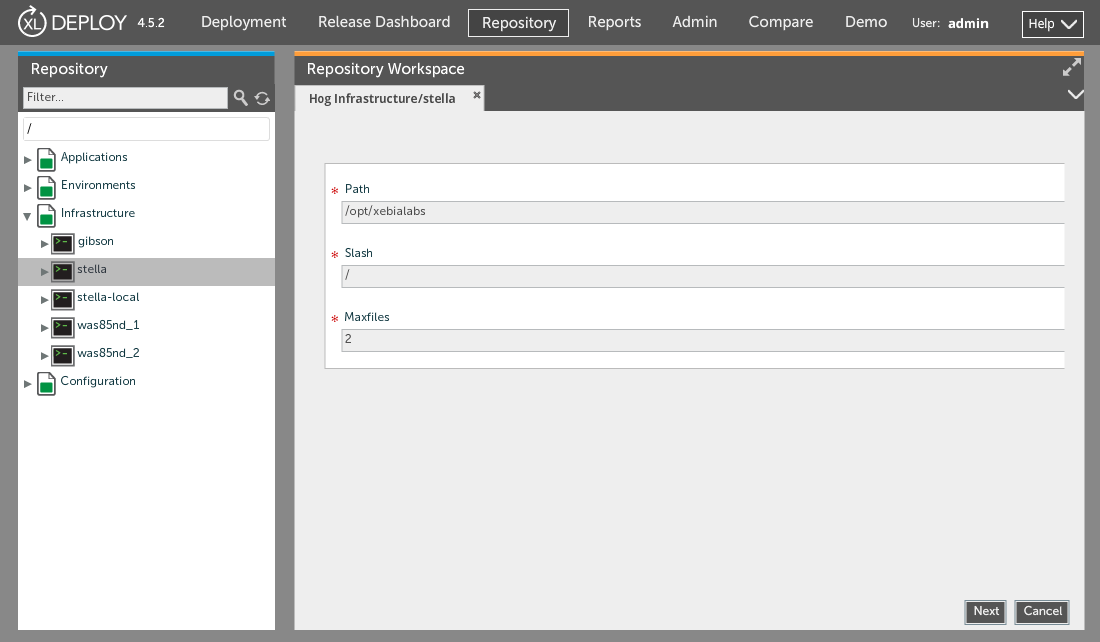 XL DEPLOY 4.5.2 Deployment Release Dashboard Repository Reports Admin Compare Demo User: admin Help
Repository
Filter...
/
Applications
Environments
Infrastructure
gibson
stella
stella-local
was85nd_1
was85nd_2
Configuration
Repository Workspace
Hog Infrastructure/stella
* Path
/opt/xebialabs
* Slash
/
* Maxfiles
2
Next Cancel